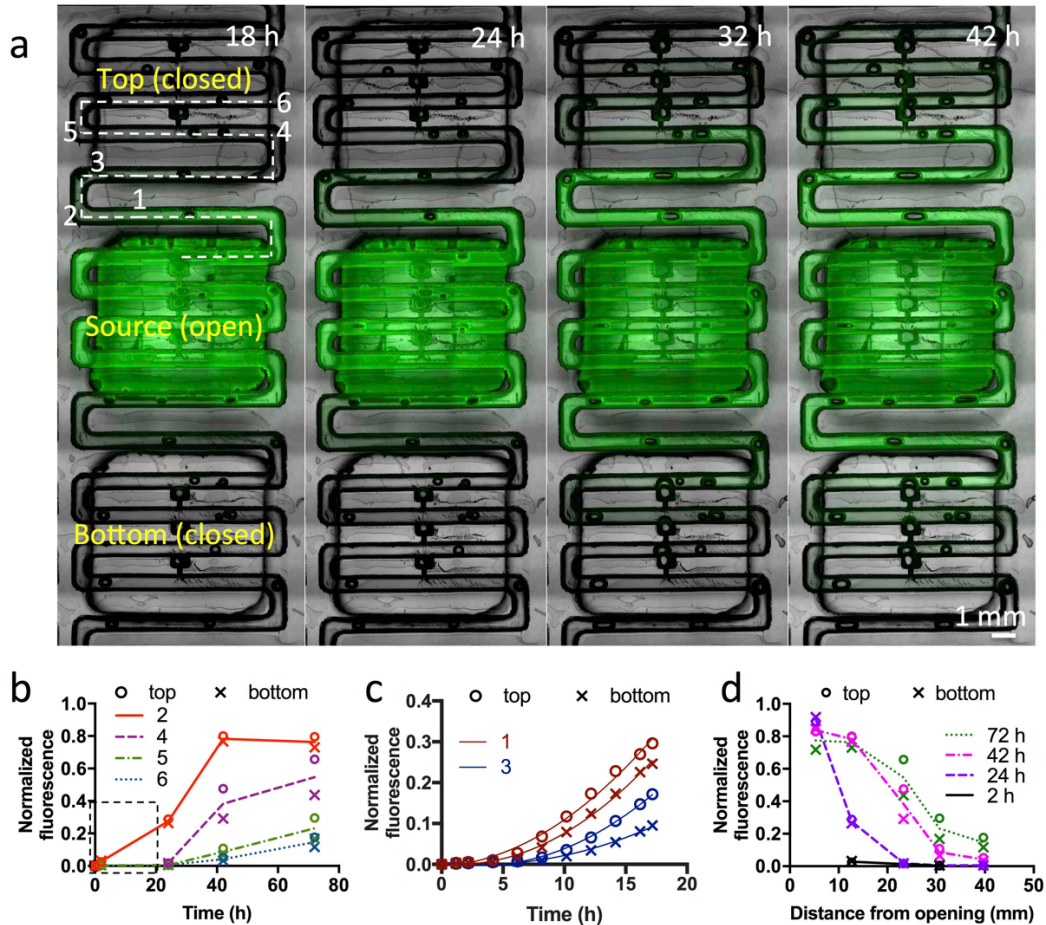 a
18 h
24 h
32 h
42 h
Top (closed)
6
5
4
3
1
2
Source (open)
Bottom (closed)
1 mm
b
top
bottom
2
4
5
6
Normalized
fluorescence
1.0
0.8
0.6
0.4
0.2
0.0
0
20
40
60
80
Time (h)
c
top
bottom
1
3
Normalized
fluorescence
0.4
0.3
0.2
0.1
0.0
0
5
10
15
20
Time (h)
d
top
bottom
72 h
42 h
24 h
2 h
Normalized
fluorescence
1.0
0.8
0.6
0.4
0.2
0.0
0
10
20
30
40
50
Distance from opening (mm)